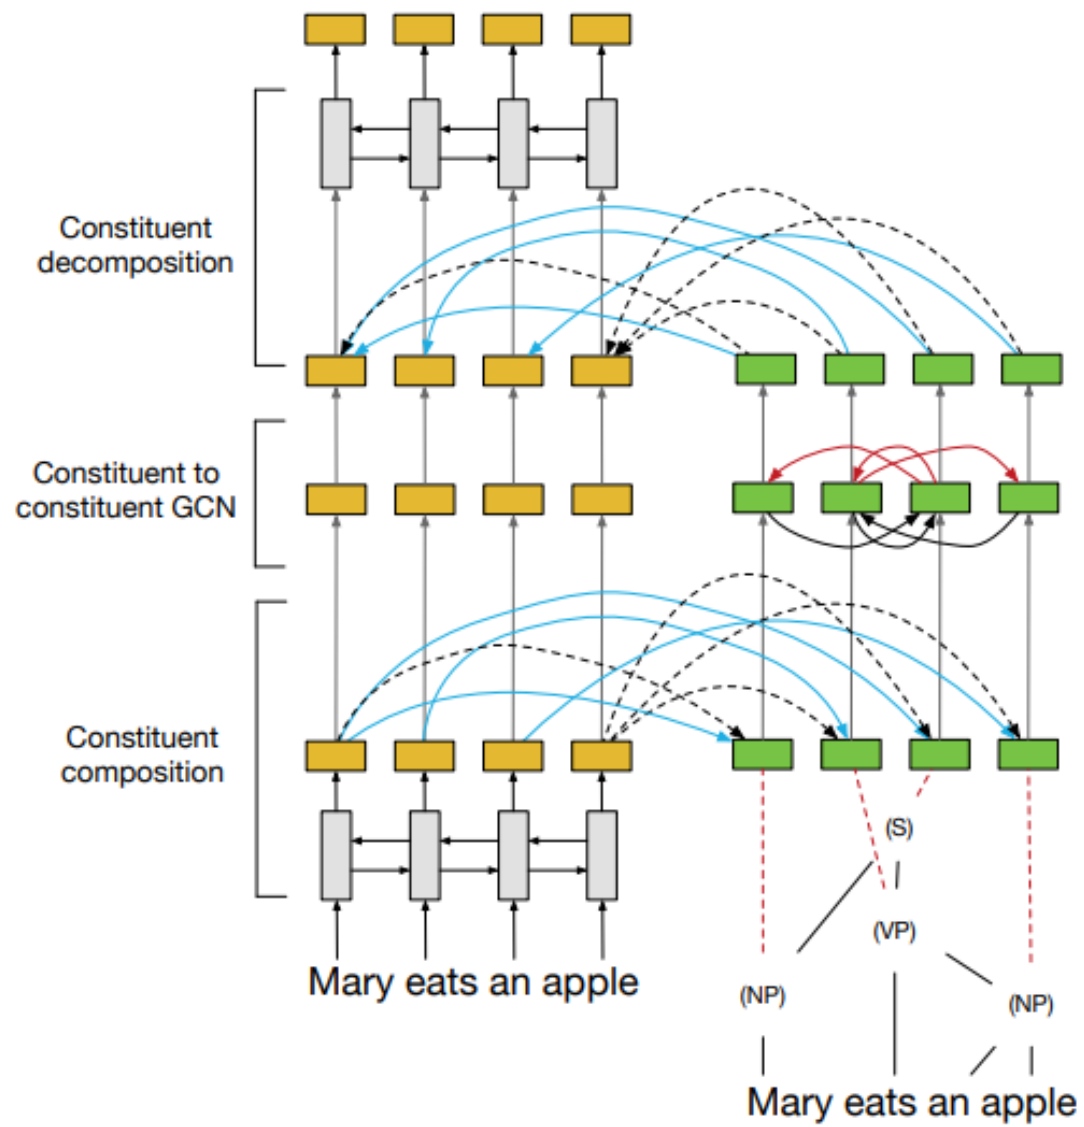 Constituent
decomposition
Constituent to
constituent GCN
Constituent
composition
Mary eats an apple
(S)
(VP)
(NP)
(NP)
Mary eats an apple